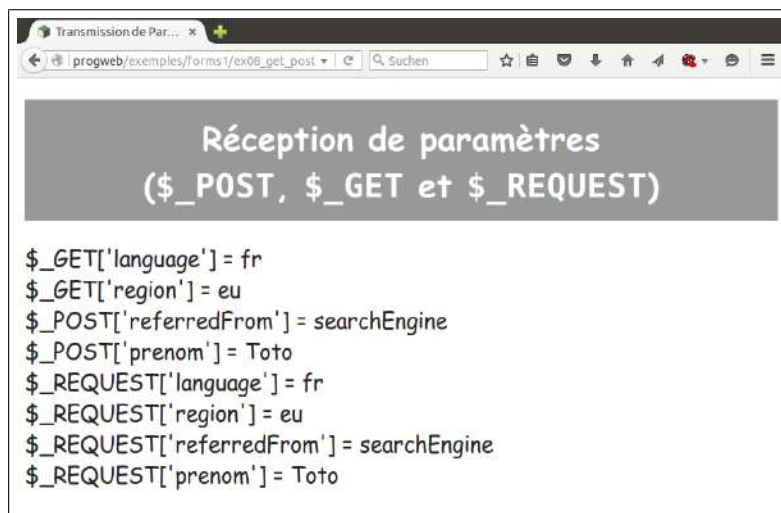 Transmission de Par... ×
progweb/exemples/forms1/ex08_get_post
Suchen
Réception de paramètres
($_POST, $_GET et $_REQUEST)
$_GET['language'] = fr
$_GET['region'] = eu
$_POST['referredFrom'] = searchEngine
$_POST['prenom'] = Toto
$_REQUEST['language'] = fr
$_REQUEST['region'] = eu
$_REQUEST['referredFrom'] = searchEngine
$_REQUEST['prenom'] = Toto